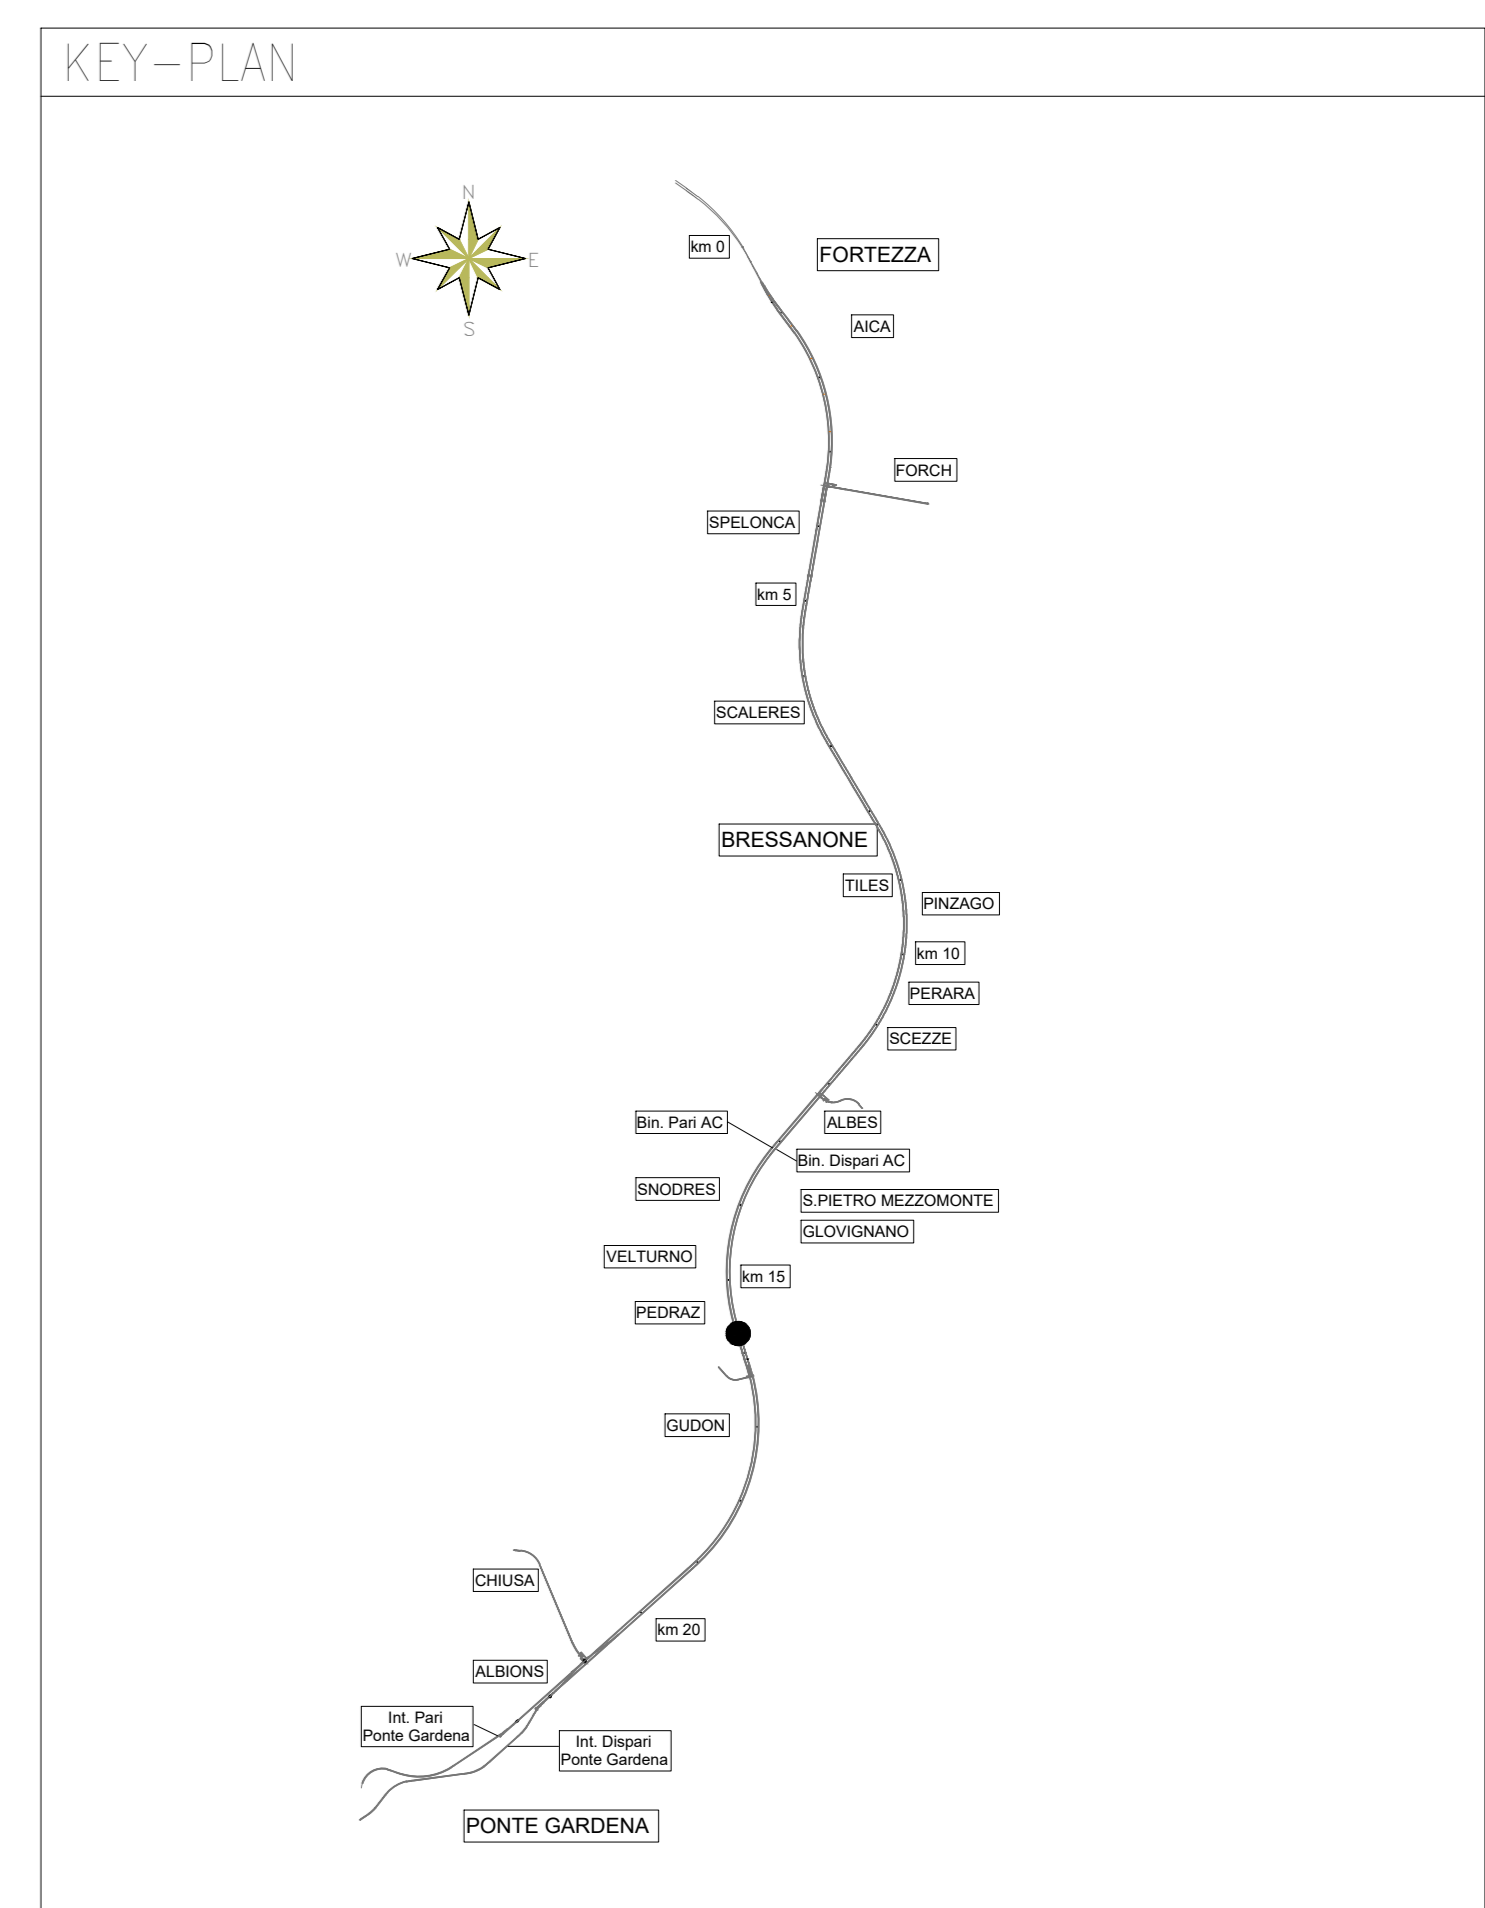 KEY-PLAN
N
W
E
S
km 0
FORTEZZA
AICA
FORCH
SPELONCA
km 5
SCALERES
BRESSANONE
TILES
PINZAGO
km 10
PERARA
SCEZZE
Bin. Pari AC
ALBES
Bin. Dispari AC
SNODRES
S.PIETRO MEZZOMONTE
GLOVIGNANO
VELTURNO
km 15
PEDRAZ
GUDON
CHIUSA
km 20
ALBIONS
Int. Pari
Ponte Gardena
Int. Dispari
Ponte Gardena
PONTE GARDENA